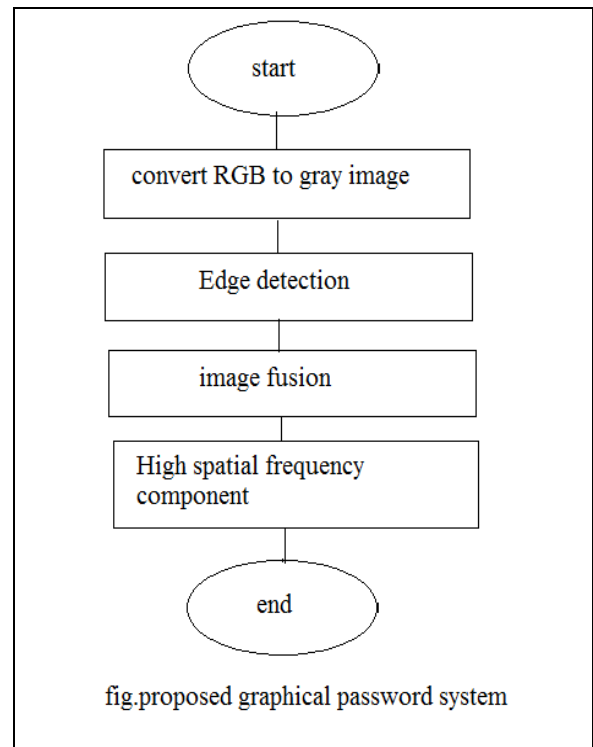 start
convert RGB to gray image
Edge detection
image fusion
High spatial frequency
component
end
fig.proposed graphical password system